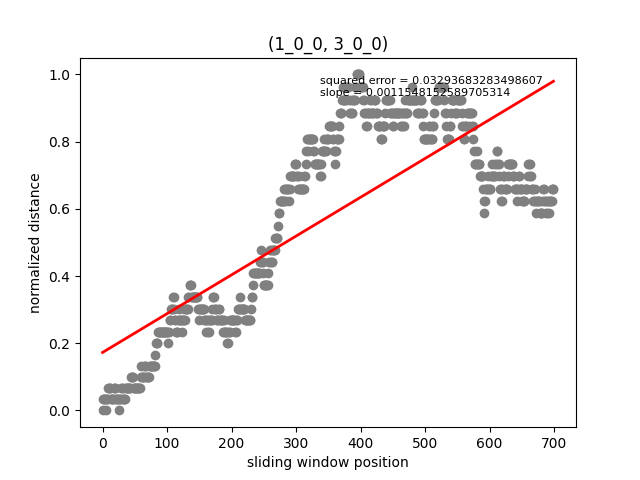 (1_0_0, 3_0_0)
squared error = 0.03293683283498607
slope = 0.0011548152589705314
1.0
0.8
0.6
0.4
0.2
0.0
normalized distance
0 100 200 300 400 500 600 700
sliding window position